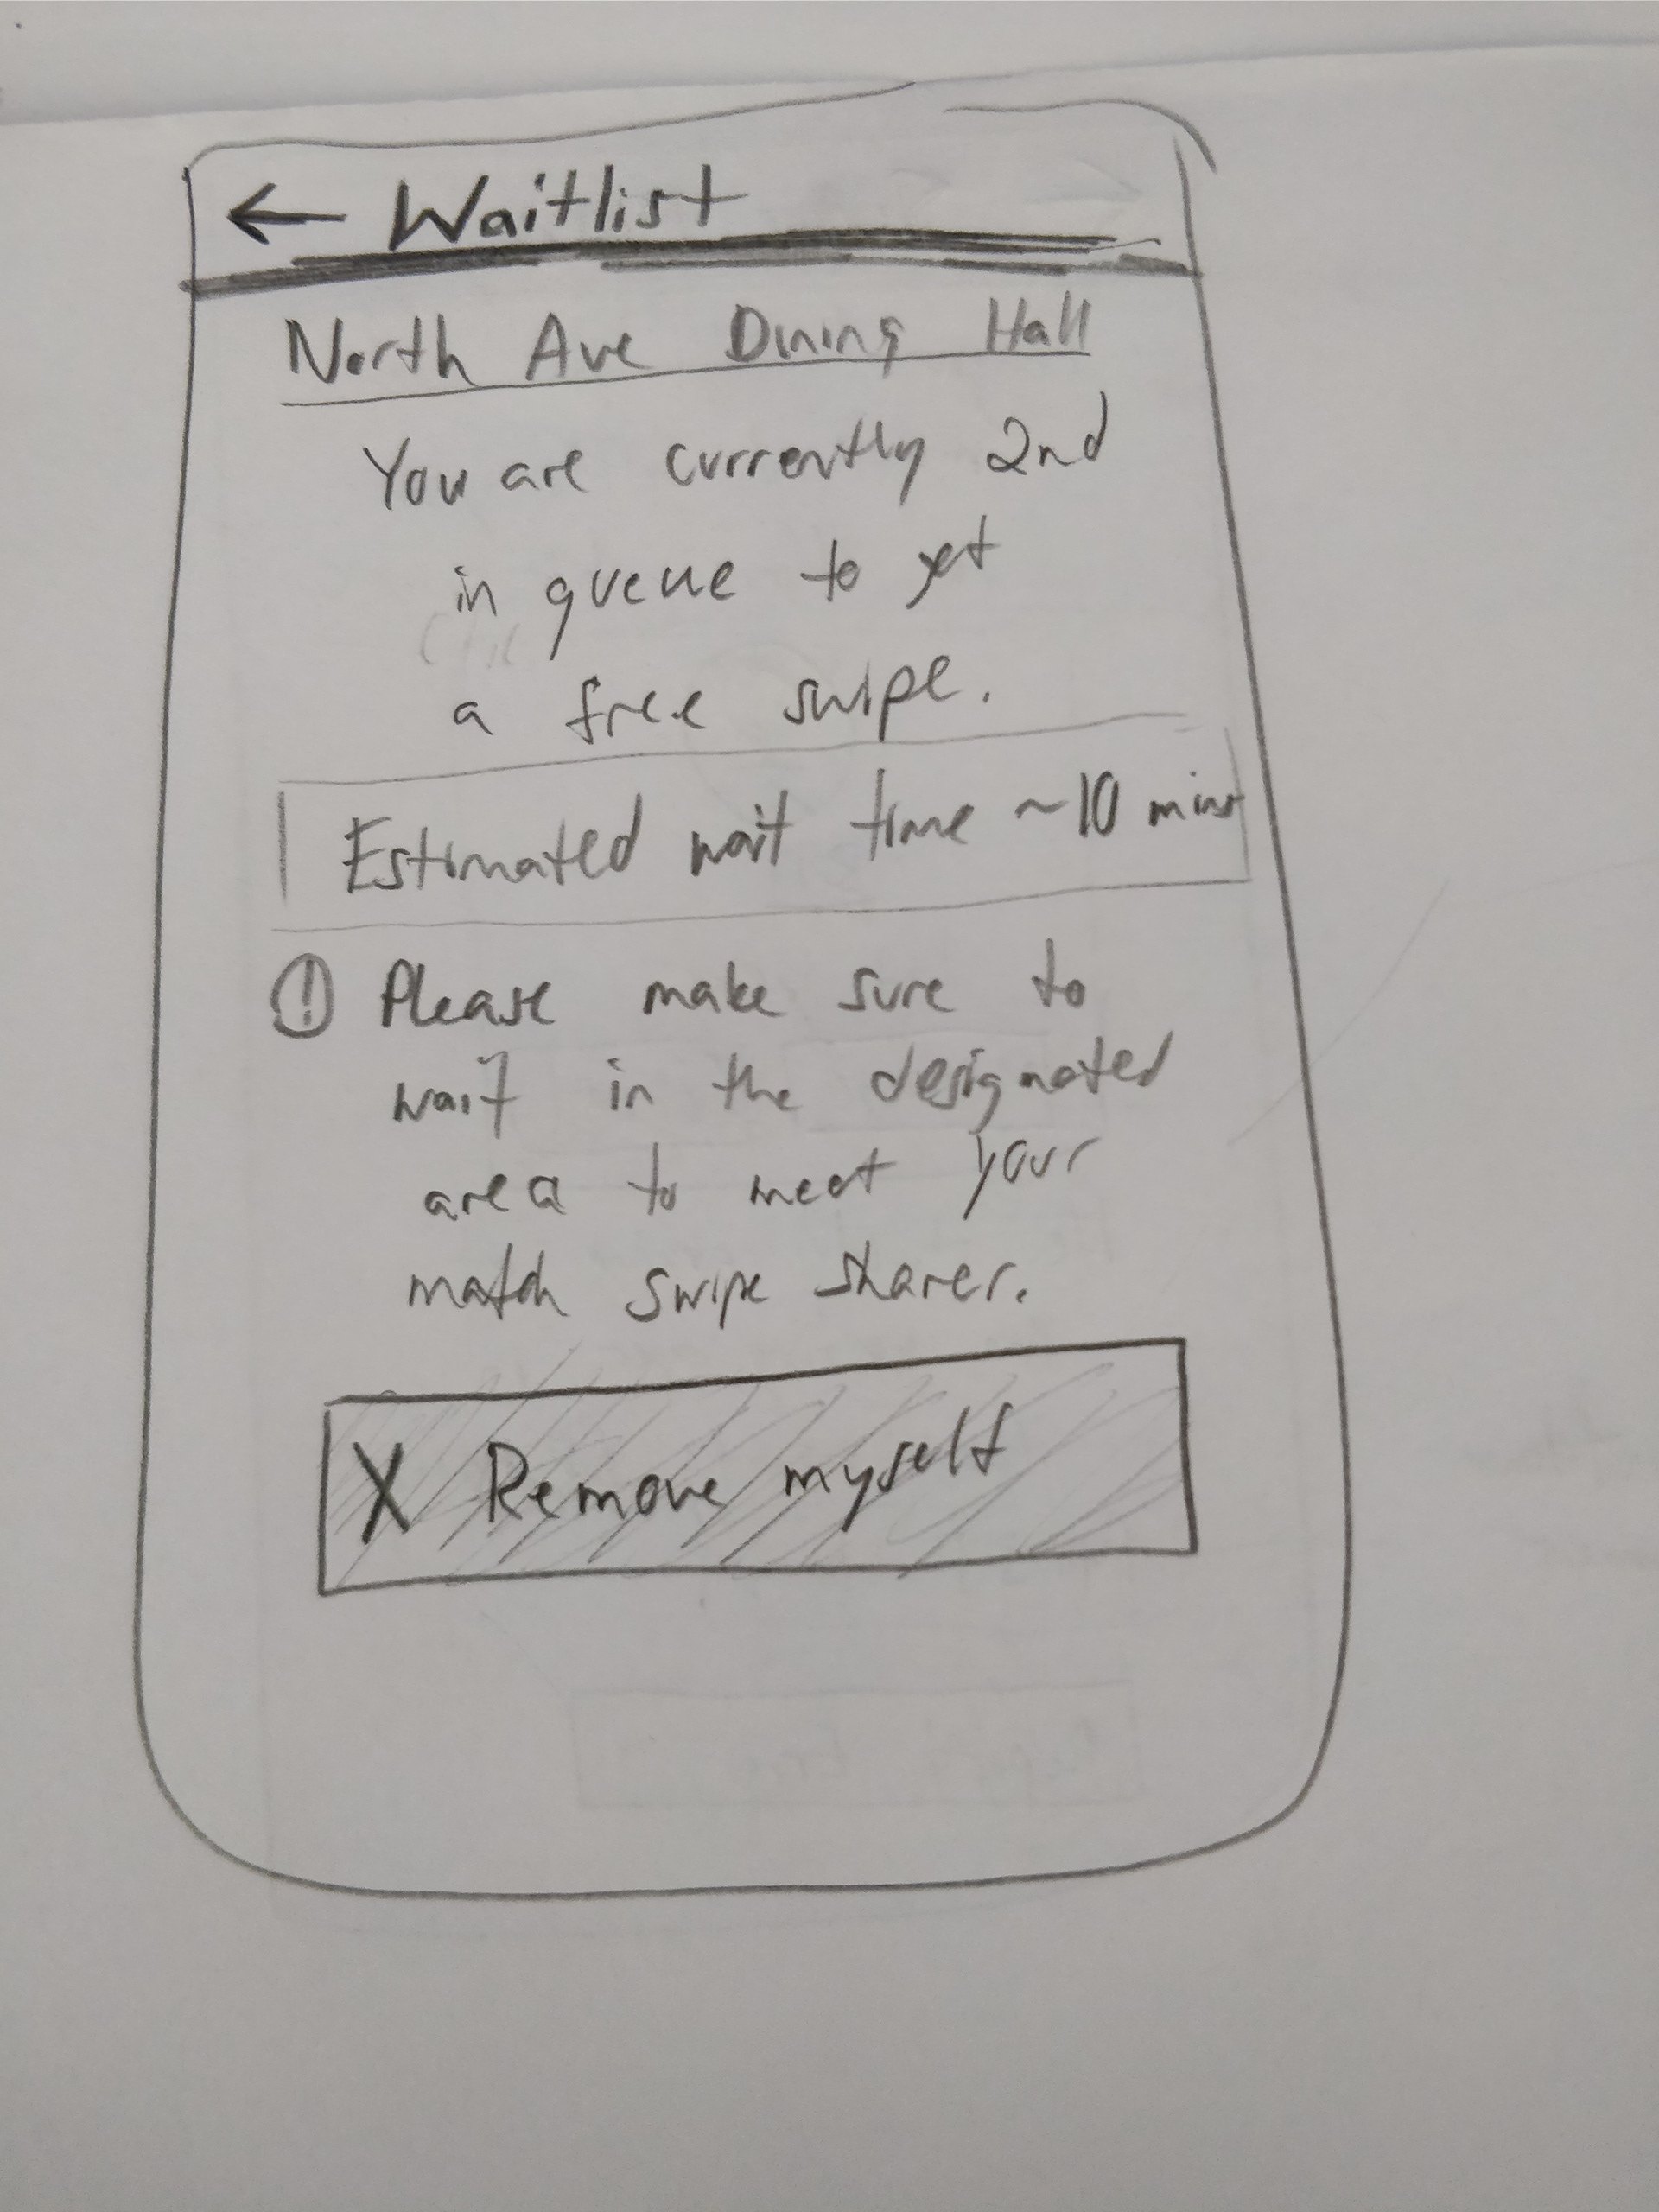 ← Waitlist
North Ave Dining Hall
You are currently 2nd
in queue to get
a free swipe.
Estimated wait time ~10 mins
! Please make sure to
wait in the designated
area to meet your
match swipe sharer.
X Remove myself